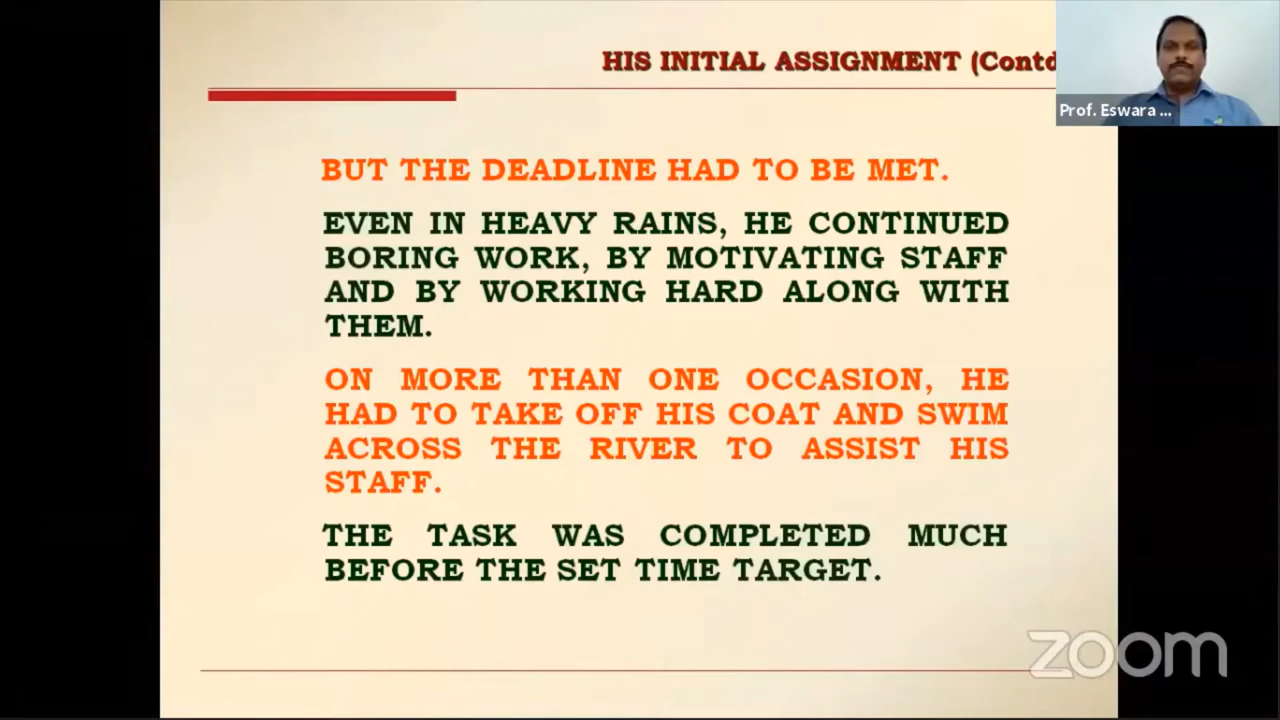 HIS INITIAL ASSIGNMENT (Contd
Prof. Eswara ...
BUT THE DEADLINE HAD TO BE MET.
EVEN IN HEAVY RAINS, HE CONTINUED
BORING WORK, BY MOTIVATING STAFF
AND BY WORKING HARD ALONG WITH
THEM.
ON MORE THAN ONE OCCASION, HE
HAD TO TAKE OFF HIS COAT AND SWIM
ACROSS THE RIVER TO ASSIST HIS
STAFF.
THE TASK WAS COMPLETED MUCH
BEFORE THE SET TIME TARGET.
zoom